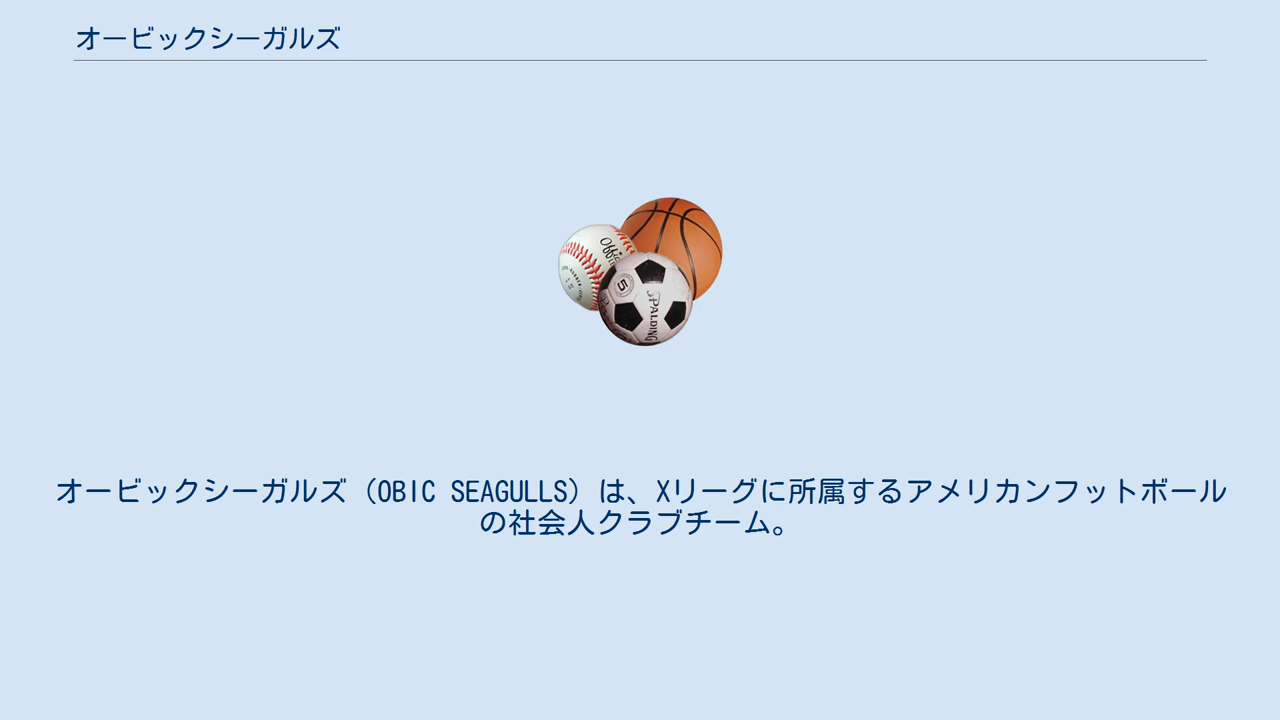 オービックシーガルズ
Offic
5
SPALDING
オービックシーガルズ（OBIC SEAGULLS）は、Xリーグに所属するアメリカンフットボール
の社会人クラブチーム。